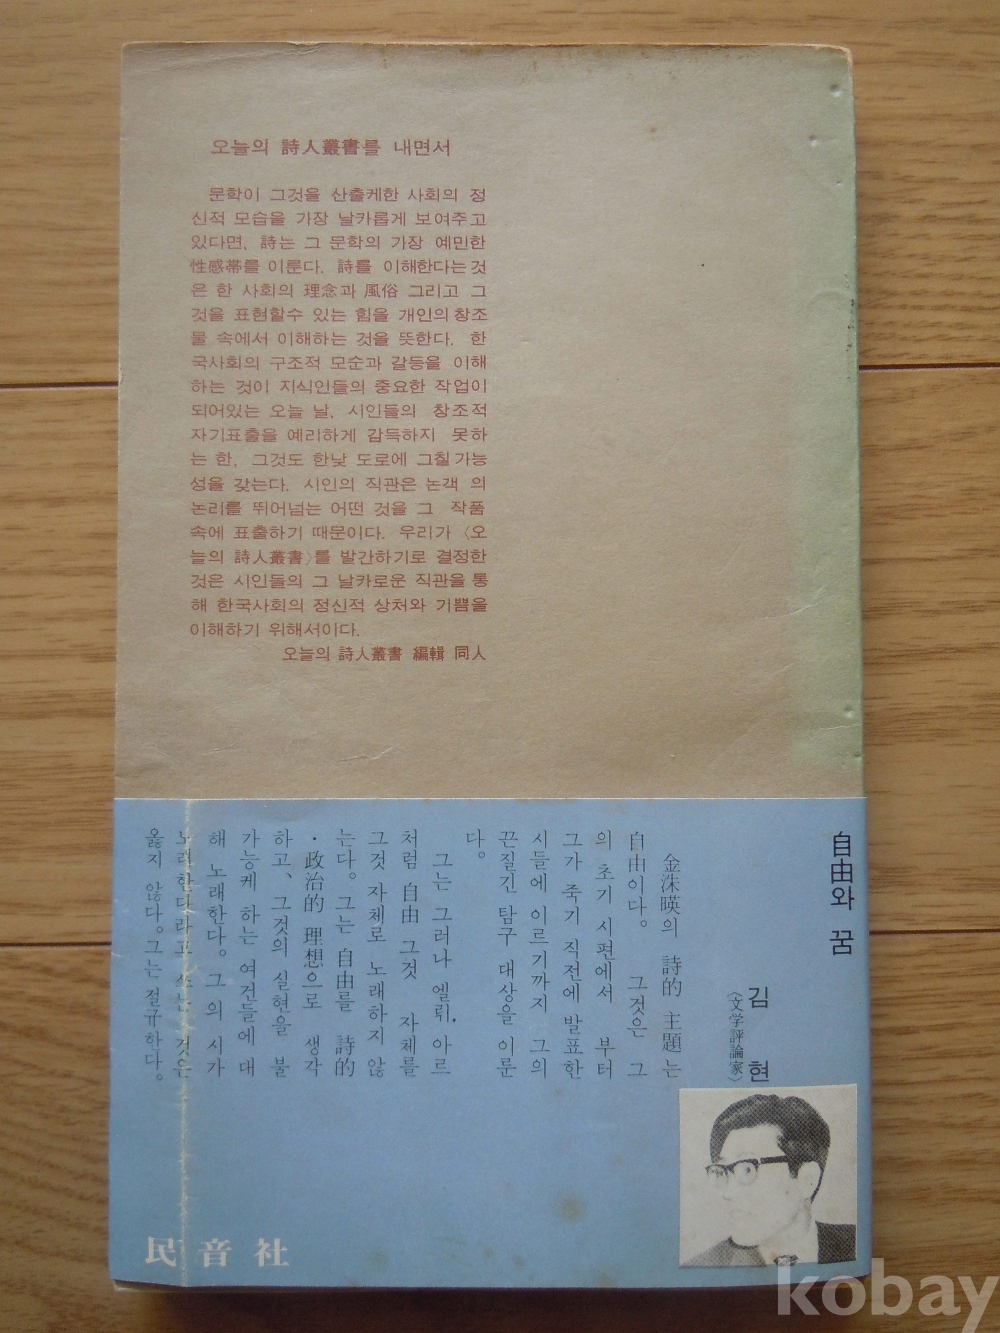 오늘의 詩人叢書를 내면서
문학이 그것을 산출케한 사회의 정
신적 모습을 가장 날카롭게 보여주고
있다면, 詩는 그 문학의 가장 예민한
性感帯를 이룬다. 詩를 이해한다는 것
은 한 사회의 理念과 風俗 그리고 그
것을 표현할수 있는 힘을 개인의 창조
물 속에서 이해하는 것을 뜻한다. 한
국사회의 구조적 모순과 갈등을 이해
하는 것이 지식인들의 중요한 작업이
되어있는 오늘 날, 시인들의 창조적
자기표출을 예리하게 감득하지 못하
는 한, 그것도 한낮 도로에 그칠 가능
성을 갖는다. 시인의 직관은 논객 의
논리를 뛰어넘는 어떤 것을 그 작품
속에 표출하기 때문이다. 우리가 〈오
늘의 詩人叢書〉를 발간하기로 결정한
것은 시인들의 그 날카로운 직관을 통
해 한국사회의 정신적 상처와 기쁨을
이해하기 위해서이다.
오늘의 詩人叢書 編輯 同人
自由와 꿈
김 현
〈文学評論家〉
金洙暎의 詩的 主題는
自由이다。 그것은 그
의 초기 시편에서 부터
그가 죽기 직전에 발표한
시들에 이르기까지 그의
끈질긴 탐구 대상을 이룬
다。
그는 그러나 엘뤼아르
처럼 自由 그것 자체를
그것 자체로 노래하지 않
는다。그는 自由를 詩的
・政治的 理想으로 생각
하고、그것의 실현을 불
가능케 하는 여건들에 대
해 노래한다。그의 시가
노래한다라고 쓰는 것은
옳지 않다。그는 절규한다。
民音社
kobay